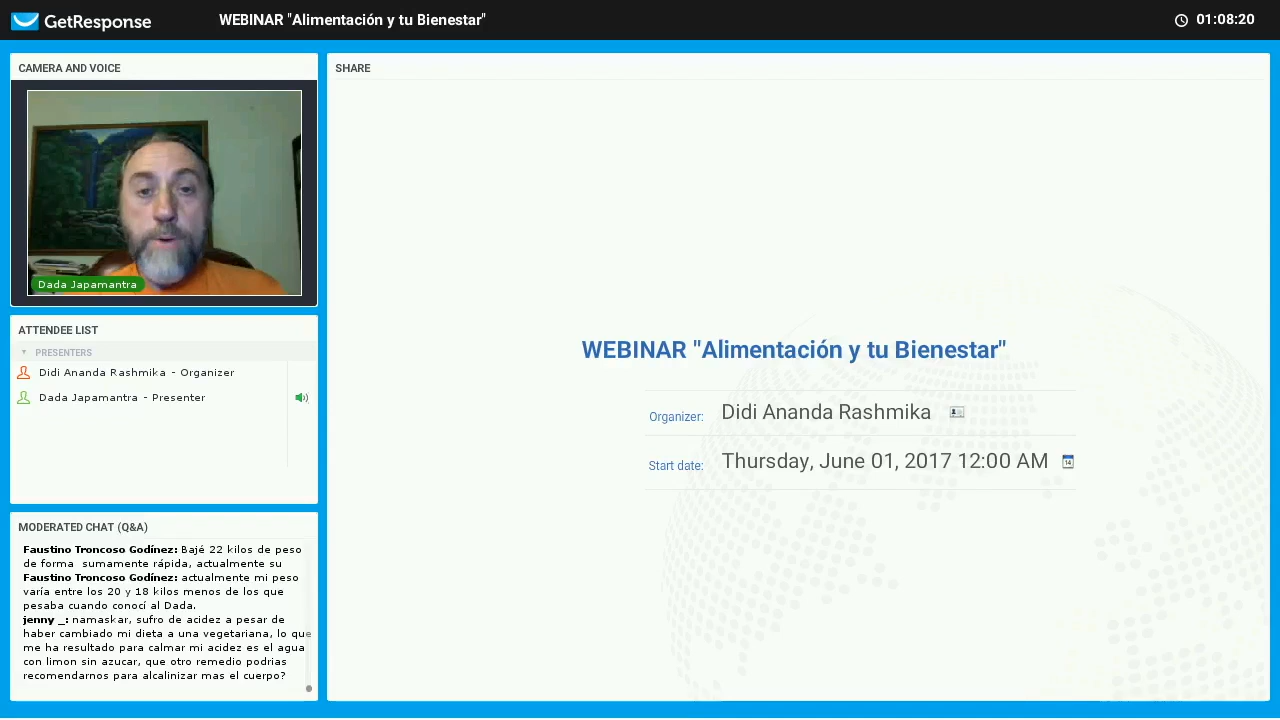 GetResponse
WEBINAR "Alimentación y tu Bienestar"
01:08:20
CAMERA AND VOICE
Dada Japamantra
ATTENDEE LIST
PRESENTERS
Didi Ananda Rashmika - Organizer
Dada Japamantra - Presenter
MODERATED CHAT (Q&A)
Faustino Troncoso Godínez: Bajé 22 kilos de peso
de forma sumamente rápida, actualmente su
Faustino Troncoso Godínez: actualmente mi peso
varía entre los 20 y 18 kilos menos de los que
pesaba cuando conocí al Dada.
jenny _: namaskar, sufro de acidez a pesar de
haber cambiado mi dieta a una vegetariana, lo que
me ha resultado para calmar mi acidez es el agua
con limon sin azucar, que otro remedio podrias
recomendarnos para alcalinizar mas el cuerpo?
SHARE
WEBINAR "Alimentación y tu Bienestar"
Organizer: Didi Ananda Rashmika
Start date: Thursday, June 01, 2017 12:00 AM
14